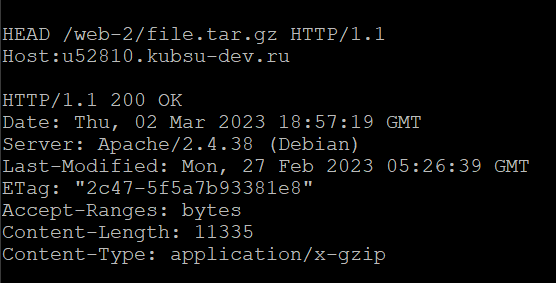 HEAD /web-2/file.tar.gz HTTP/1.1
Host:u52810.kubsu-dev.ru
HTTP/1.1 200 OK
Date: Thu, 02 Mar 2023 18:57:19 GMT
Server: Apache/2.4.38 (Debian)
Last-Modified: Mon, 27 Feb 2023 05:26:39 GMT
ETag: "2c47-5f5a7b93381e8"
Accept-Ranges: bytes
Content-Length: 11335
Content-Type: application/x-gzip